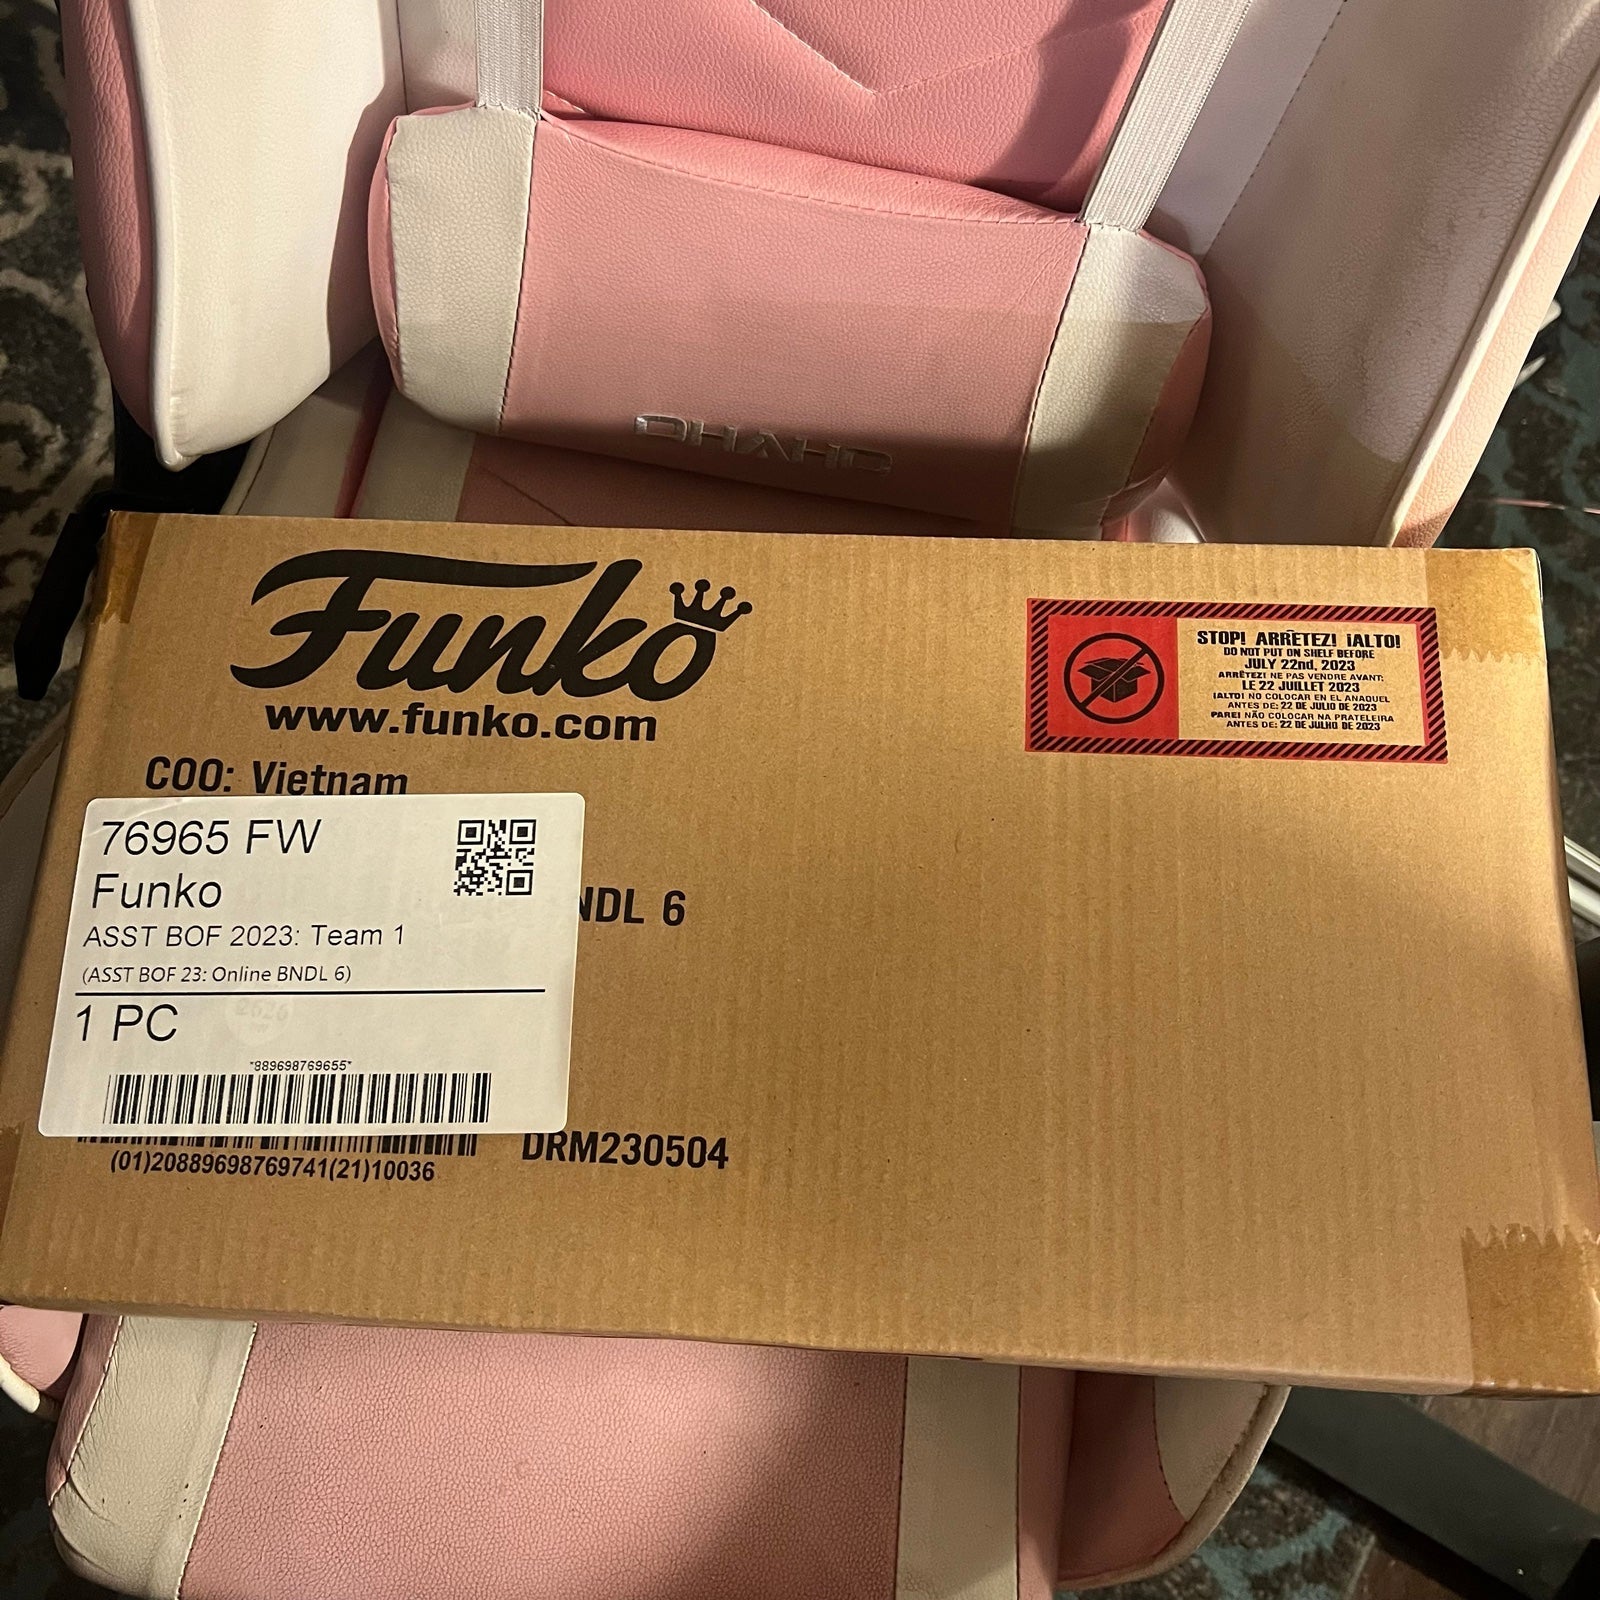 DHAHD
Funko
www.funko.com
STOP! ARRÊTEZ! ¡ALTO!
DO NOT PUT ON SHELF BEFORE
JULY 22nd, 2023
ARRÊTEZ! NE PAS VENDRE AVANT:
LE 22 JUILLET 2023
¡ALTO! NO COLOCAR EN EL ANAQUEL
ANTES DE: 22 DE JULIO DE 2023
PARE! NÃO COLOCAR NA PRATELEIRA
ANTES DE: 22 DE JULHO DE 2023
COO: Vietnam
76965 FW
Funko
ASST BOF 2023: Team 1
(ASST BOF 23: Online BNDL 6)
1 PC
*889698769655*
NDL 6
(01)20889698769741(21)10036
DRM230504